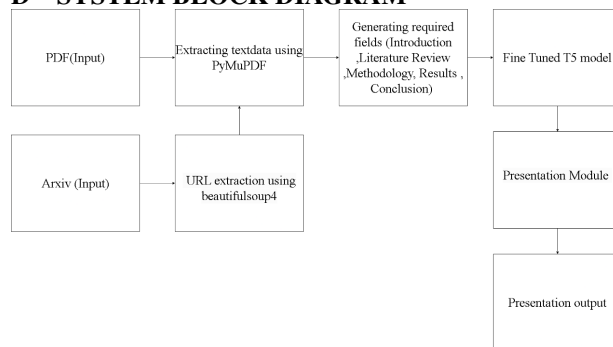 D SYSTEM BLOCK DIAGRAM
PDF(Input)
Extracting textdata using
PyMuPDF
Generating required
fields (Introduction
,Literature Review
,Methodology, Results ,
Conclusion)
Fine Tuned T5 model
Arxiv (Input)
URL extraction using
beautifulsoup4
Presentation Module
Presentation output